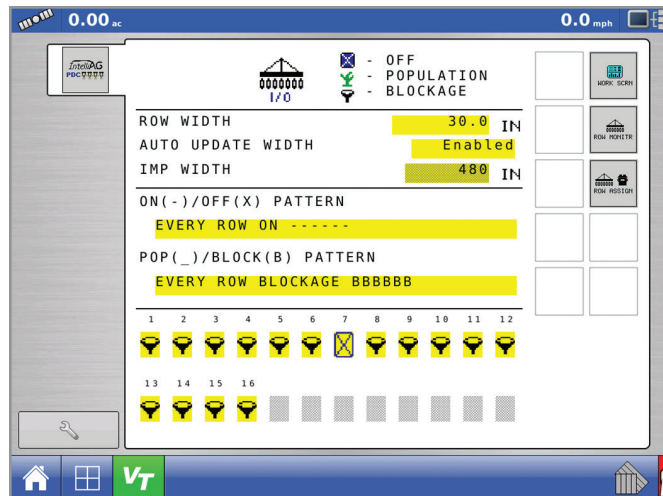 0.00 ac
0.0 mph
IntelliAG
PDC
I/O
- OFF
- POPULATION
- BLOCKAGE
ROW WIDTH 30.0 IN
AUTO UPDATE WIDTH Enabled
IMP WIDTH 480 IN
ON(-)/OFF(X) PATTERN
EVERY ROW ON ------
POP(_)/BLOCK(B) PATTERN
EVERY ROW BLOCKAGE BBBBBB
1 2 3 4 5 6 7 8 9 10 11 12
13 14 15 16
WORK SCRN
ROW MONITR
ROW ASSIGN
VT